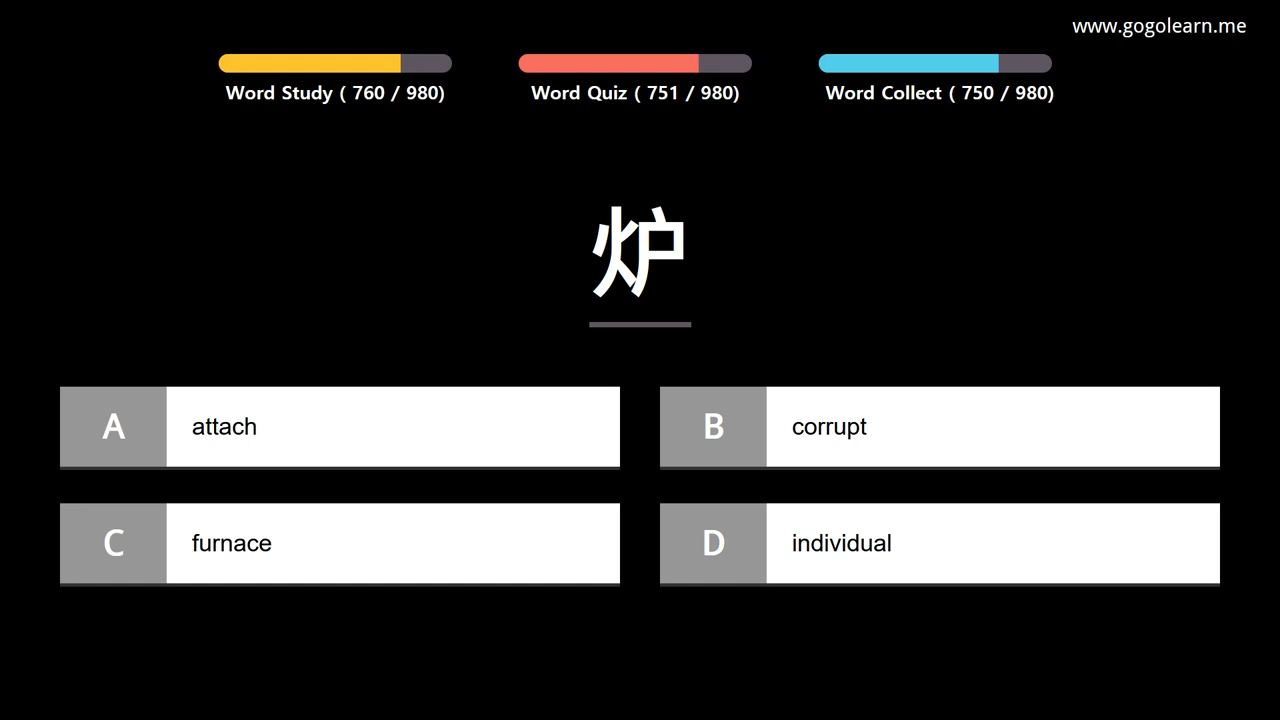 www.gogolearn.me
Word Study ( 760 / 980)
Word Quiz ( 751 / 980)
Word Collect ( 750 / 980)
炉
A attach
B corrupt
C furnace
D individual